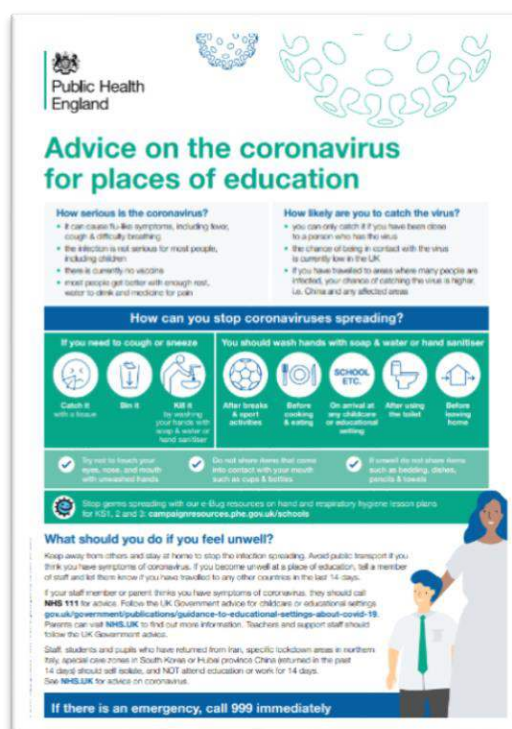 Public Health
England
Advice on the coronavirus
for places of education
How serious is the coronavirus?
• it can cause flu-like symptoms, including fever,
cough & difficulty breathing
• the infection is not serious for most people,
including children
• there is currently no vaccine
• most people get better with enough rest,
water to drink and medicine for pain
How likely are you to catch the virus?
• you can only catch it if you have been close
to a person who has the virus
• the chance of being in contact with the virus
is currently low in the UK
• if you have travelled to areas where many people are
infected, your chance of catching the virus is higher,
i.e. China and any affected areas
How can you stop coronaviruses spreading?
If you need to cough or sneeze
Catch it
with a tissue
Bin it
Kill it
by washing
your hands with
soap & water or
hand sanitiser
You should wash hands with soap & water or hand sanitiser
After breaks
& sport
activities
Before
cooking
& eating
SCHOOL
ETC.
On arrival at
any childcare
or educational
setting
After using
the toilet
Before
leaving
home
Try not to touch your
eyes, nose, and mouth
with unwashed hands
Do not share items that come
into contact with your mouth
such as cups & bottles
If unwell do not share items
such as bedding, dishes,
pencils & towels
Stop germs spreading with our e-Bug resources on hand and respiratory hygiene lesson plans
for KS1, 2 and 3: campaignresources.phe.gov.uk/schools
What should you do if you feel unwell?
Keep away from others and stay at home to stop the infection spreading. Avoid public transport if you
think you have symptoms of coronavirus. If you become unwell at a place of education, tell a member
of staff and let them know if you have travelled to any other countries in the last 14 days.
If your staff member or parent thinks you have symptoms of coronavirus, they should call
NHS 111 for advice. Follow the UK Government advice for childcare or educational settings
gov.uk/government/publications/guidance-to-educational-settings-about-covid-19.
Parents can visit NHS.UK to find out more information. Teachers and support staff should
follow the UK Government advice.
Staff, students and pupils who have returned from Iran, specific lockdown areas in northern
Italy, special care zones in South Korea or Hubei province China (returned in the past
14 days) should self isolate, and NOT attend education or work for 14 days.
See NHS.UK for advice on coronavirus.
If there is an emergency, call 999 immediately